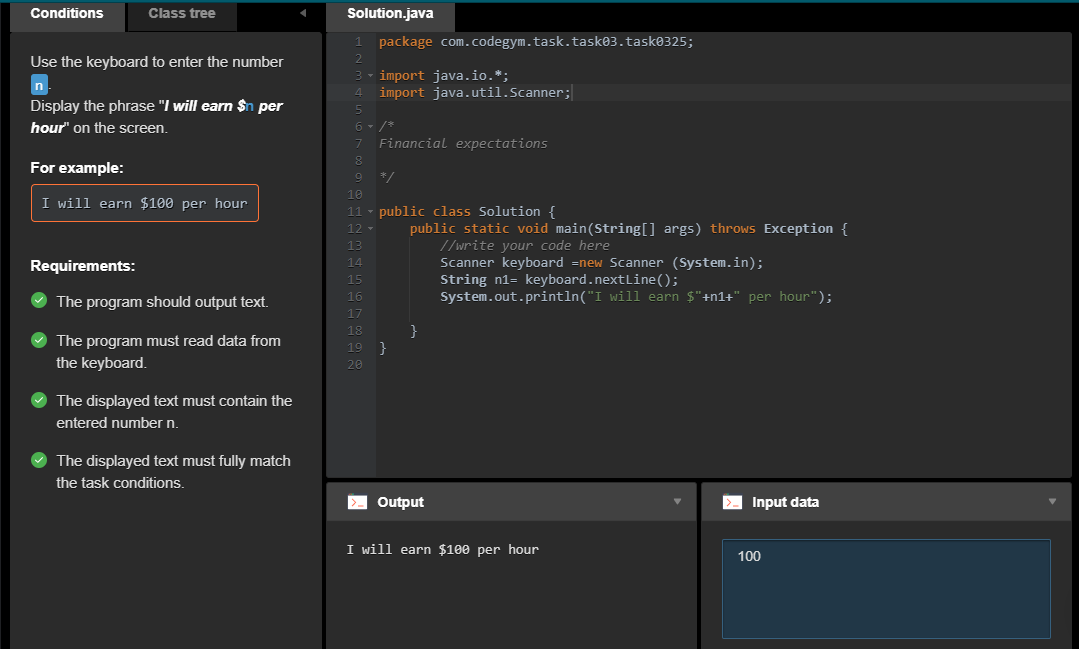 Conditions
Class tree
Use the keyboard to enter the number
n.
Display the phrase "I will earn $n per
hour" on the screen.
For example:
I will earn $100 per hour
Requirements:
The program should output text.
The program must read data from
the keyboard.
The displayed text must contain the
entered number n.
The displayed text must fully match
the task conditions.
Solution.java
1 package com.codegym.task.task03.task0325;
2
3 import java.io.*;
4 import java.util.Scanner;
5
6 /*
7 Financial expectations
8
9 */
10
11 public class Solution {
12 public static void main(String[] args) throws Exception {
13 //write your code here
14 Scanner keyboard =new Scanner (System.in);
15 String n1= keyboard.nextLine();
16 System.out.println("I will earn $"+n1+" per hour");
17
18 }
19 }
20
Output
I will earn $100 per hour
Input data
100